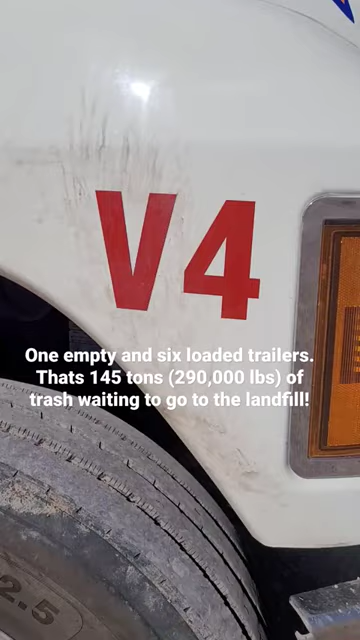 V4
One empty and six loaded trailers.
Thats 145 tons (290,000 lbs) of
trash waiting to go to the landfill!
2.5